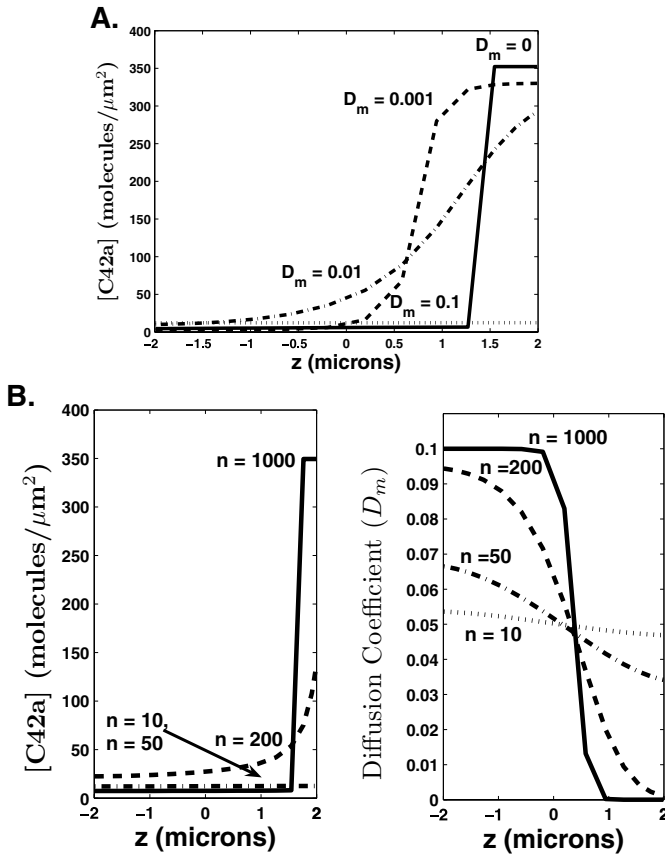 A.
[C42a] (molecules/μm²)
400
350
300
250
200
150
100
50
0
D_m = 0
D_m = 0.001
D_m = 0.01
D_m = 0.1
−2 −1.5 −1 −0.5 0 0.5 1 1.5 2
z (microns)
B.
[C42a] (molecules/μm²)
400
350
300
250
200
150
100
50
0
n = 1000
n = 10,
n = 50
n = 200
−2 −1 0 1 2
z (microns)
Diffusion Coefficient (D_m)
0.1
0.09
0.08
0.07
0.06
0.05
0.04
0.03
0.02
0.01
0
n = 1000
n =200
n =50
n = 10
−2 −1 0 1 2
z (microns)